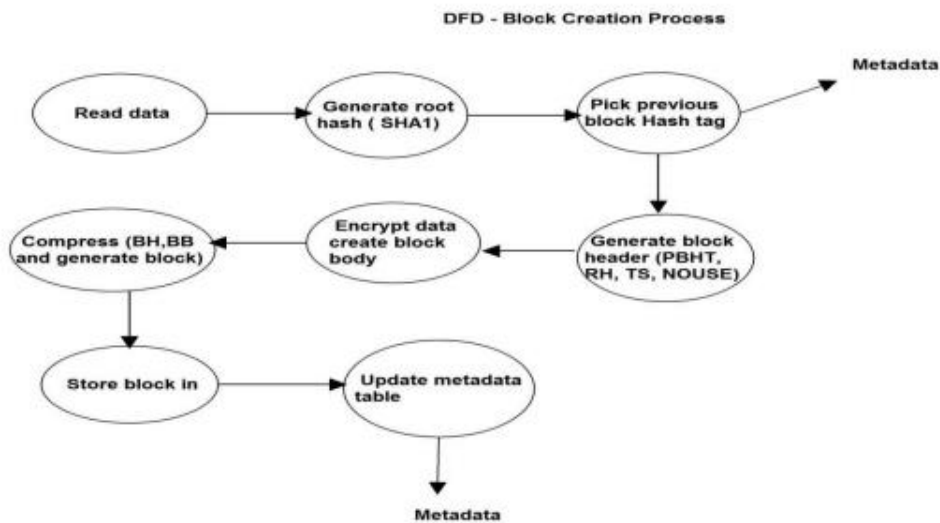 DFD - Block Creation Process
Metadata
Read data
Generate root
hash ( SHA1)
Pick previous
block Hash tag
Generate block
header (PBHT,
RH, TS, NOUSE)
Encrypt data
create block
body
Compress (BH,BB
and generate block)
Store block in
Update metadata
table
Metadata